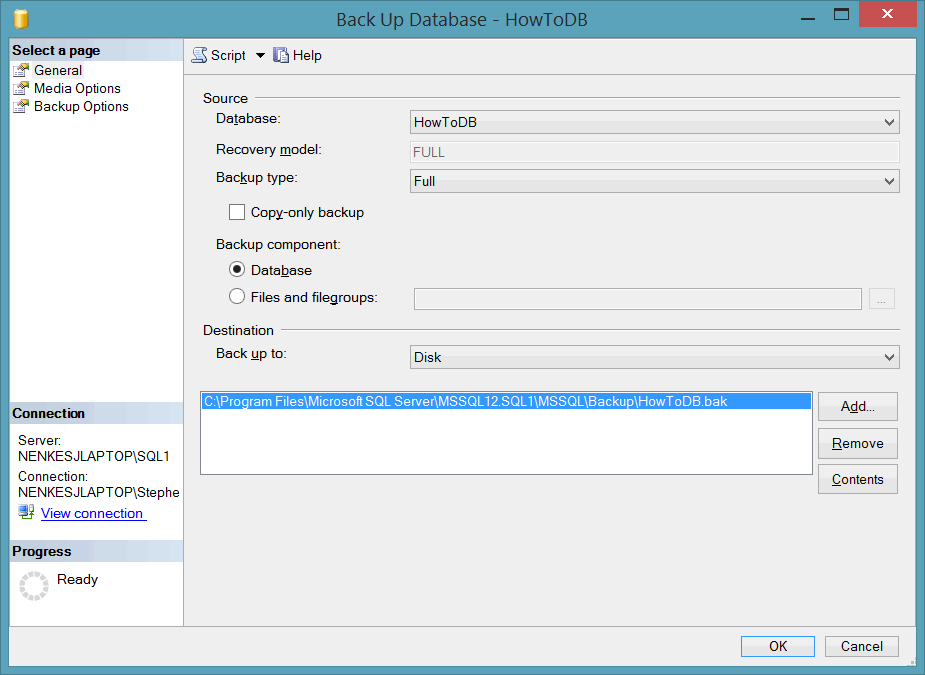 Back Up Database - HowToDB
Select a page
General
Media Options
Backup Options
Script
Help
Source
Database:
HowToDB
Recovery model:
FULL
Backup type:
Full
Copy-only backup
Backup component:
Database
Files and filegroups:
...
Destination
Back up to:
Disk
C:\Program Files\Microsoft SQL Server\MSSQL12.SQL1\MSSQL\Backup\HowToDB.bak
Add...
Remove
Contents
Connection
Server:
NENKESJLAPTOP\SQL1
Connection:
NENKESJLAPTOP\Stephe
View connection
Progress
Ready
OK
Cancel